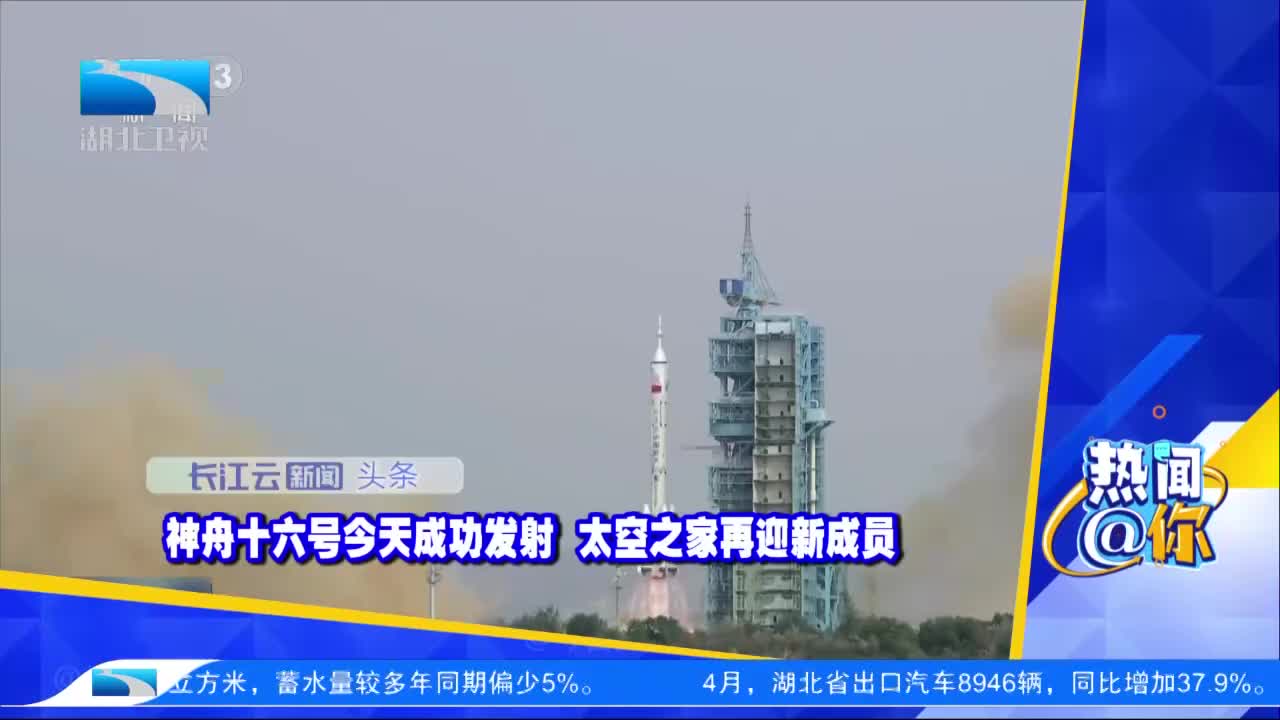 3
新闻
湖北卫视
长江云新闻 头条
神舟十六号今天成功发射 太空之家再迎新成员
热闻
@你
立方米，蓄水量较多年同期偏少5%。 4月，湖北省出口汽车8946辆，同比增加37.9%。